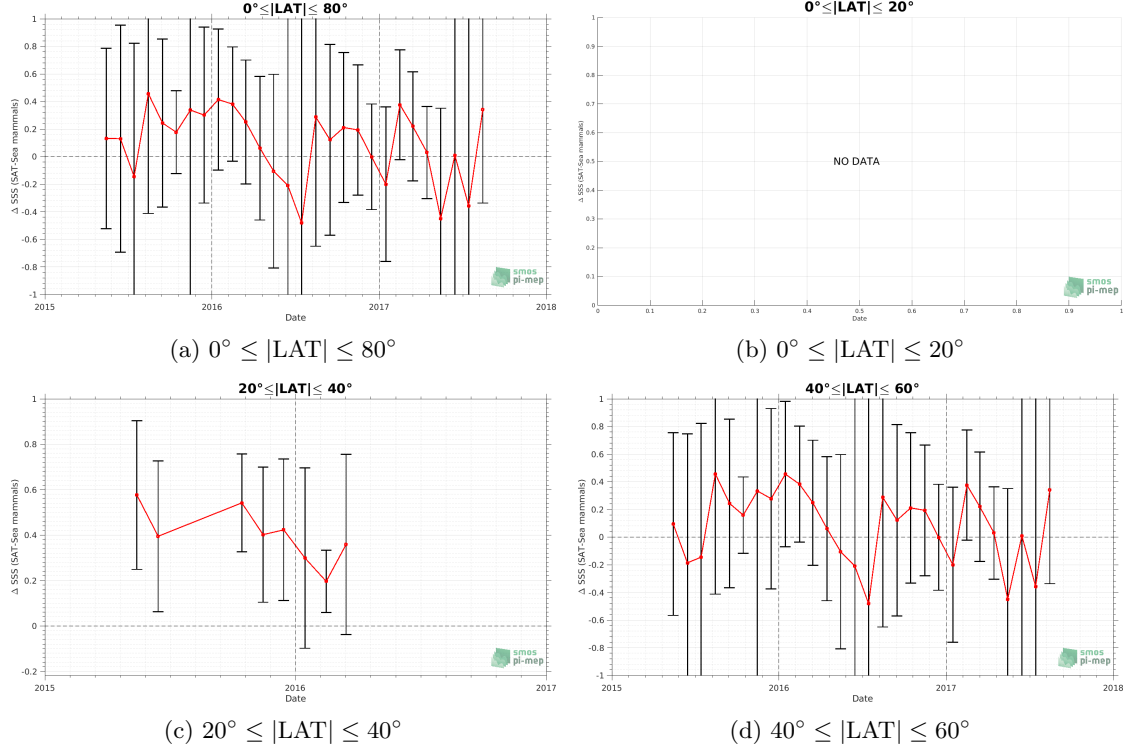 0°≤|LAT|≤ 80°
Δ SSS (SAT-Sea mammals)
1
0.8
0.6
0.4
0.2
0
-0.2
-0.4
-0.6
-0.8
-1
2015
2016
2017
2018
Date
smos
pi-mep
(a) 0° ≤ |LAT| ≤ 80°
0°≤|LAT|≤ 20°
Δ SSS (SAT-Sea mammals)
1
0.9
0.8
0.7
0.6
0.5
0.4
0.3
0.2
0.1
0
NO DATA
0
0.1
0.2
0.3
0.4
0.5
0.6
0.7
0.8
0.9
1
Date
smos
pi-mep
(b) 0° ≤ |LAT| ≤ 20°
20°≤|LAT|≤ 40°
Δ SSS (SAT-Sea mammals)
1
0.8
0.6
0.4
0.2
0
-0.2
2015
2016
2017
Date
smos
pi-mep
(c) 20° ≤ |LAT| ≤ 40°
40°≤|LAT|≤ 60°
Δ SSS (SAT-Sea mammals)
1
0.8
0.6
0.4
0.2
0
-0.2
-0.4
-0.6
-0.8
-1
2015
2016
2017
2018
Date
smos
pi-mep
(d) 40° ≤ |LAT| ≤ 60°